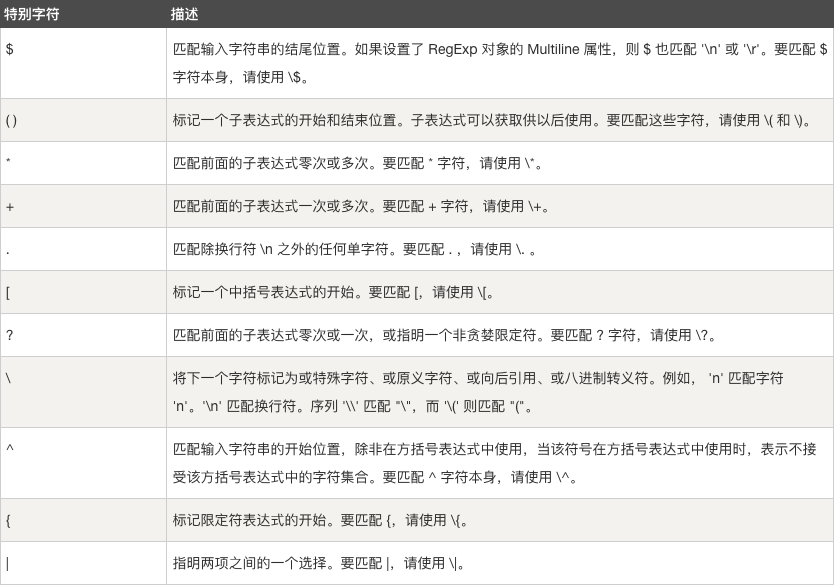 特别字符 描述
$ 匹配输入字符串的结尾位置。如果设置了 RegExp 对象的 Multiline 属性，则 $ 也匹配 '\n' 或 '\r'。要匹配 $
字符本身，请使用 \$。
( ) 标记一个子表达式的开始和结束位置。子表达式可以获取供以后使用。要匹配这些字符，请使用 \( 和 \)。
* 匹配前面的子表达式零次或多次。要匹配 * 字符，请使用 \*。
+ 匹配前面的子表达式一次或多次。要匹配 + 字符，请使用 \+。
. 匹配除换行符 \n 之外的任何单字符。要匹配 . ，请使用 \. 。
[ 标记一个中括号表达式的开始。要匹配 [，请使用 \[。
? 匹配前面的子表达式零次或一次，或指明一个非贪婪限定符。要匹配 ? 字符，请使用 \?。
\ 将下一个字符标记为或特殊字符、或原义字符、或向后引用、或八进制转义符。例如， 'n' 匹配字符
'n'。'\n' 匹配换行符。序列 '\\' 匹配 "\"，而 '\(' 则匹配 "("。
^ 匹配输入字符串的开始位置，除非在方括号表达式中使用，当该符号在方括号表达式中使用时，表示不接
受该方括号表达式中的字符集合。要匹配 ^ 字符本身，请使用 \^。
{ 标记限定符表达式的开始。要匹配 {，请使用 \{。
| 指明两项之间的一个选择。要匹配 |，请使用 \|。